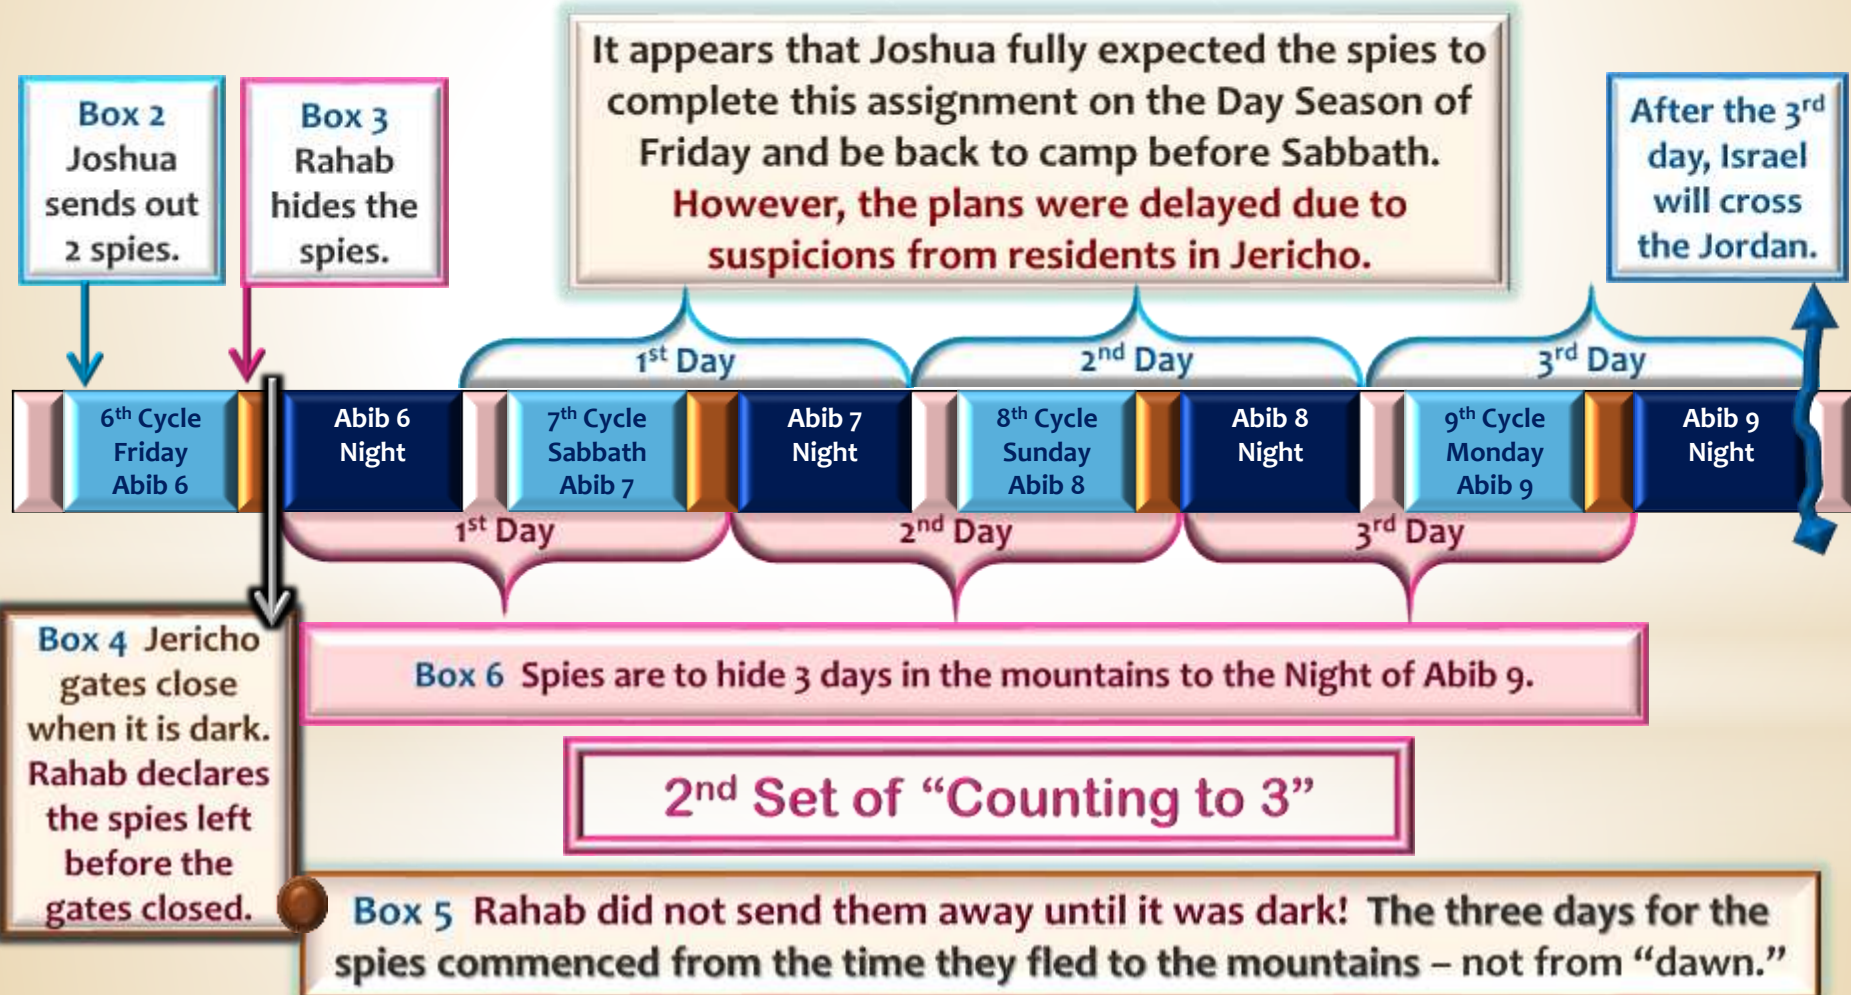 It appears that Joshua fully expected the spies to
complete this assignment on the Day Season of
Friday and be back to camp before Sabbath.
However, the plans were delayed due to
suspicions from residents in Jericho.
Box 2
Joshua
sends out
2 spies.
Box 3
Rahab
hides the
spies.
After the 3rd
day, Israel
will cross
the Jordan.
1st Day
2nd Day
3rd Day
6th Cycle
Friday
Abib 6
Abib 6
Night
7th Cycle
Sabbath
Abib 7
Abib 7
Night
8th Cycle
Sunday
Abib 8
Abib 8
Night
9th Cycle
Monday
Abib 9
Abib 9
Night
1st Day
2nd Day
3rd Day
Box 4 Jericho
gates close
when it is dark.
Rahab declares
the spies left
before the
gates closed.
Box 6 Spies are to hide 3 days in the mountains to the Night of Abib 9.
2nd Set of “Counting to 3”
Box 5 Rahab did not send them away until it was dark! The three days for the
spies commenced from the time they fled to the mountains – not from “dawn.”